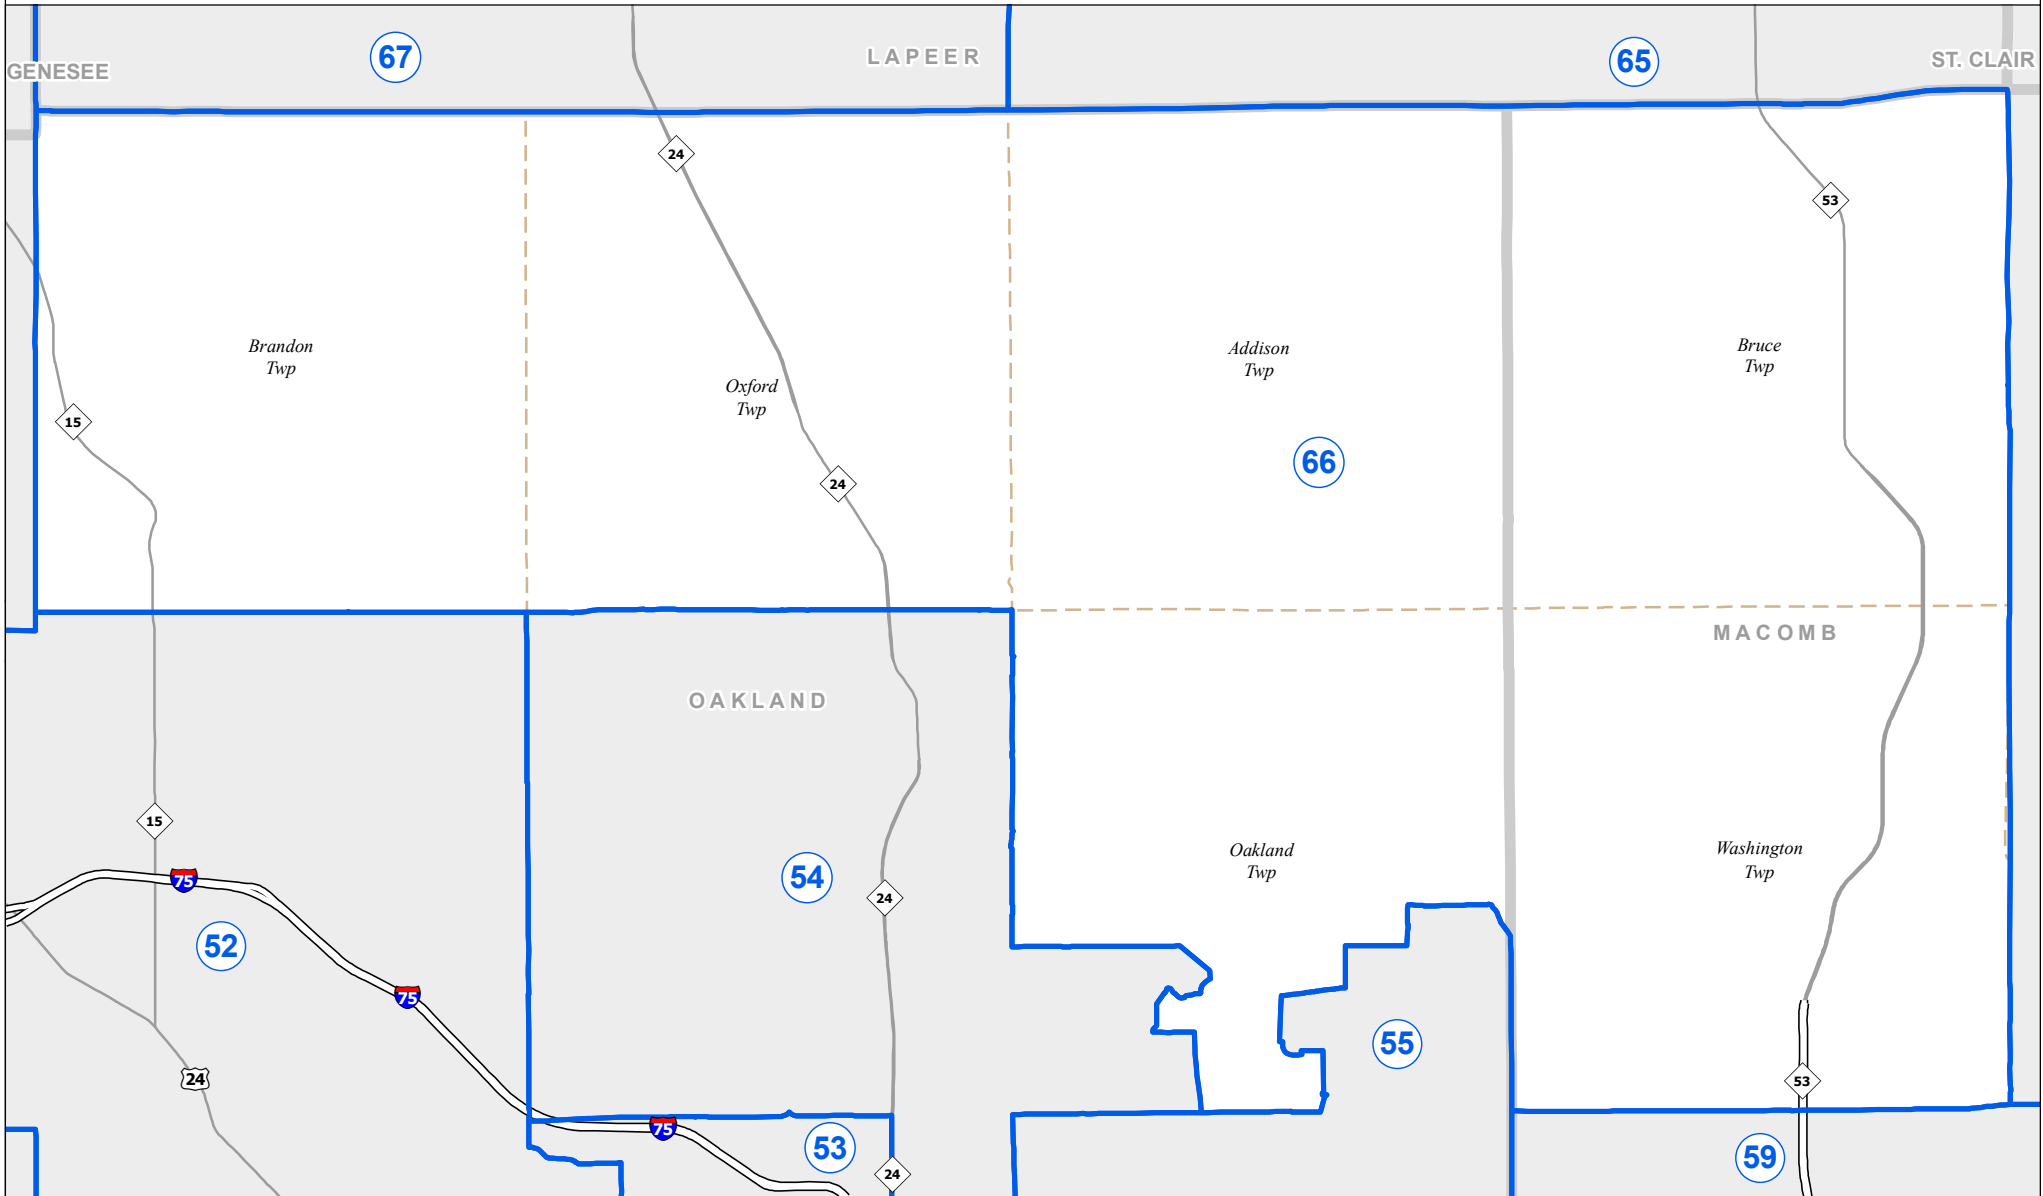 67
LAPEER
65
GENESEE
ST. CLAIR
24
53
Brandon
Twp
Oxford
Twp
Addison
Twp
Bruce
Twp
15
66
24
MACOMB
OAKLAND
15
Oakland
Twp
Washington
Twp
75
54
24
52
75
55
24
53
75
53
59
24